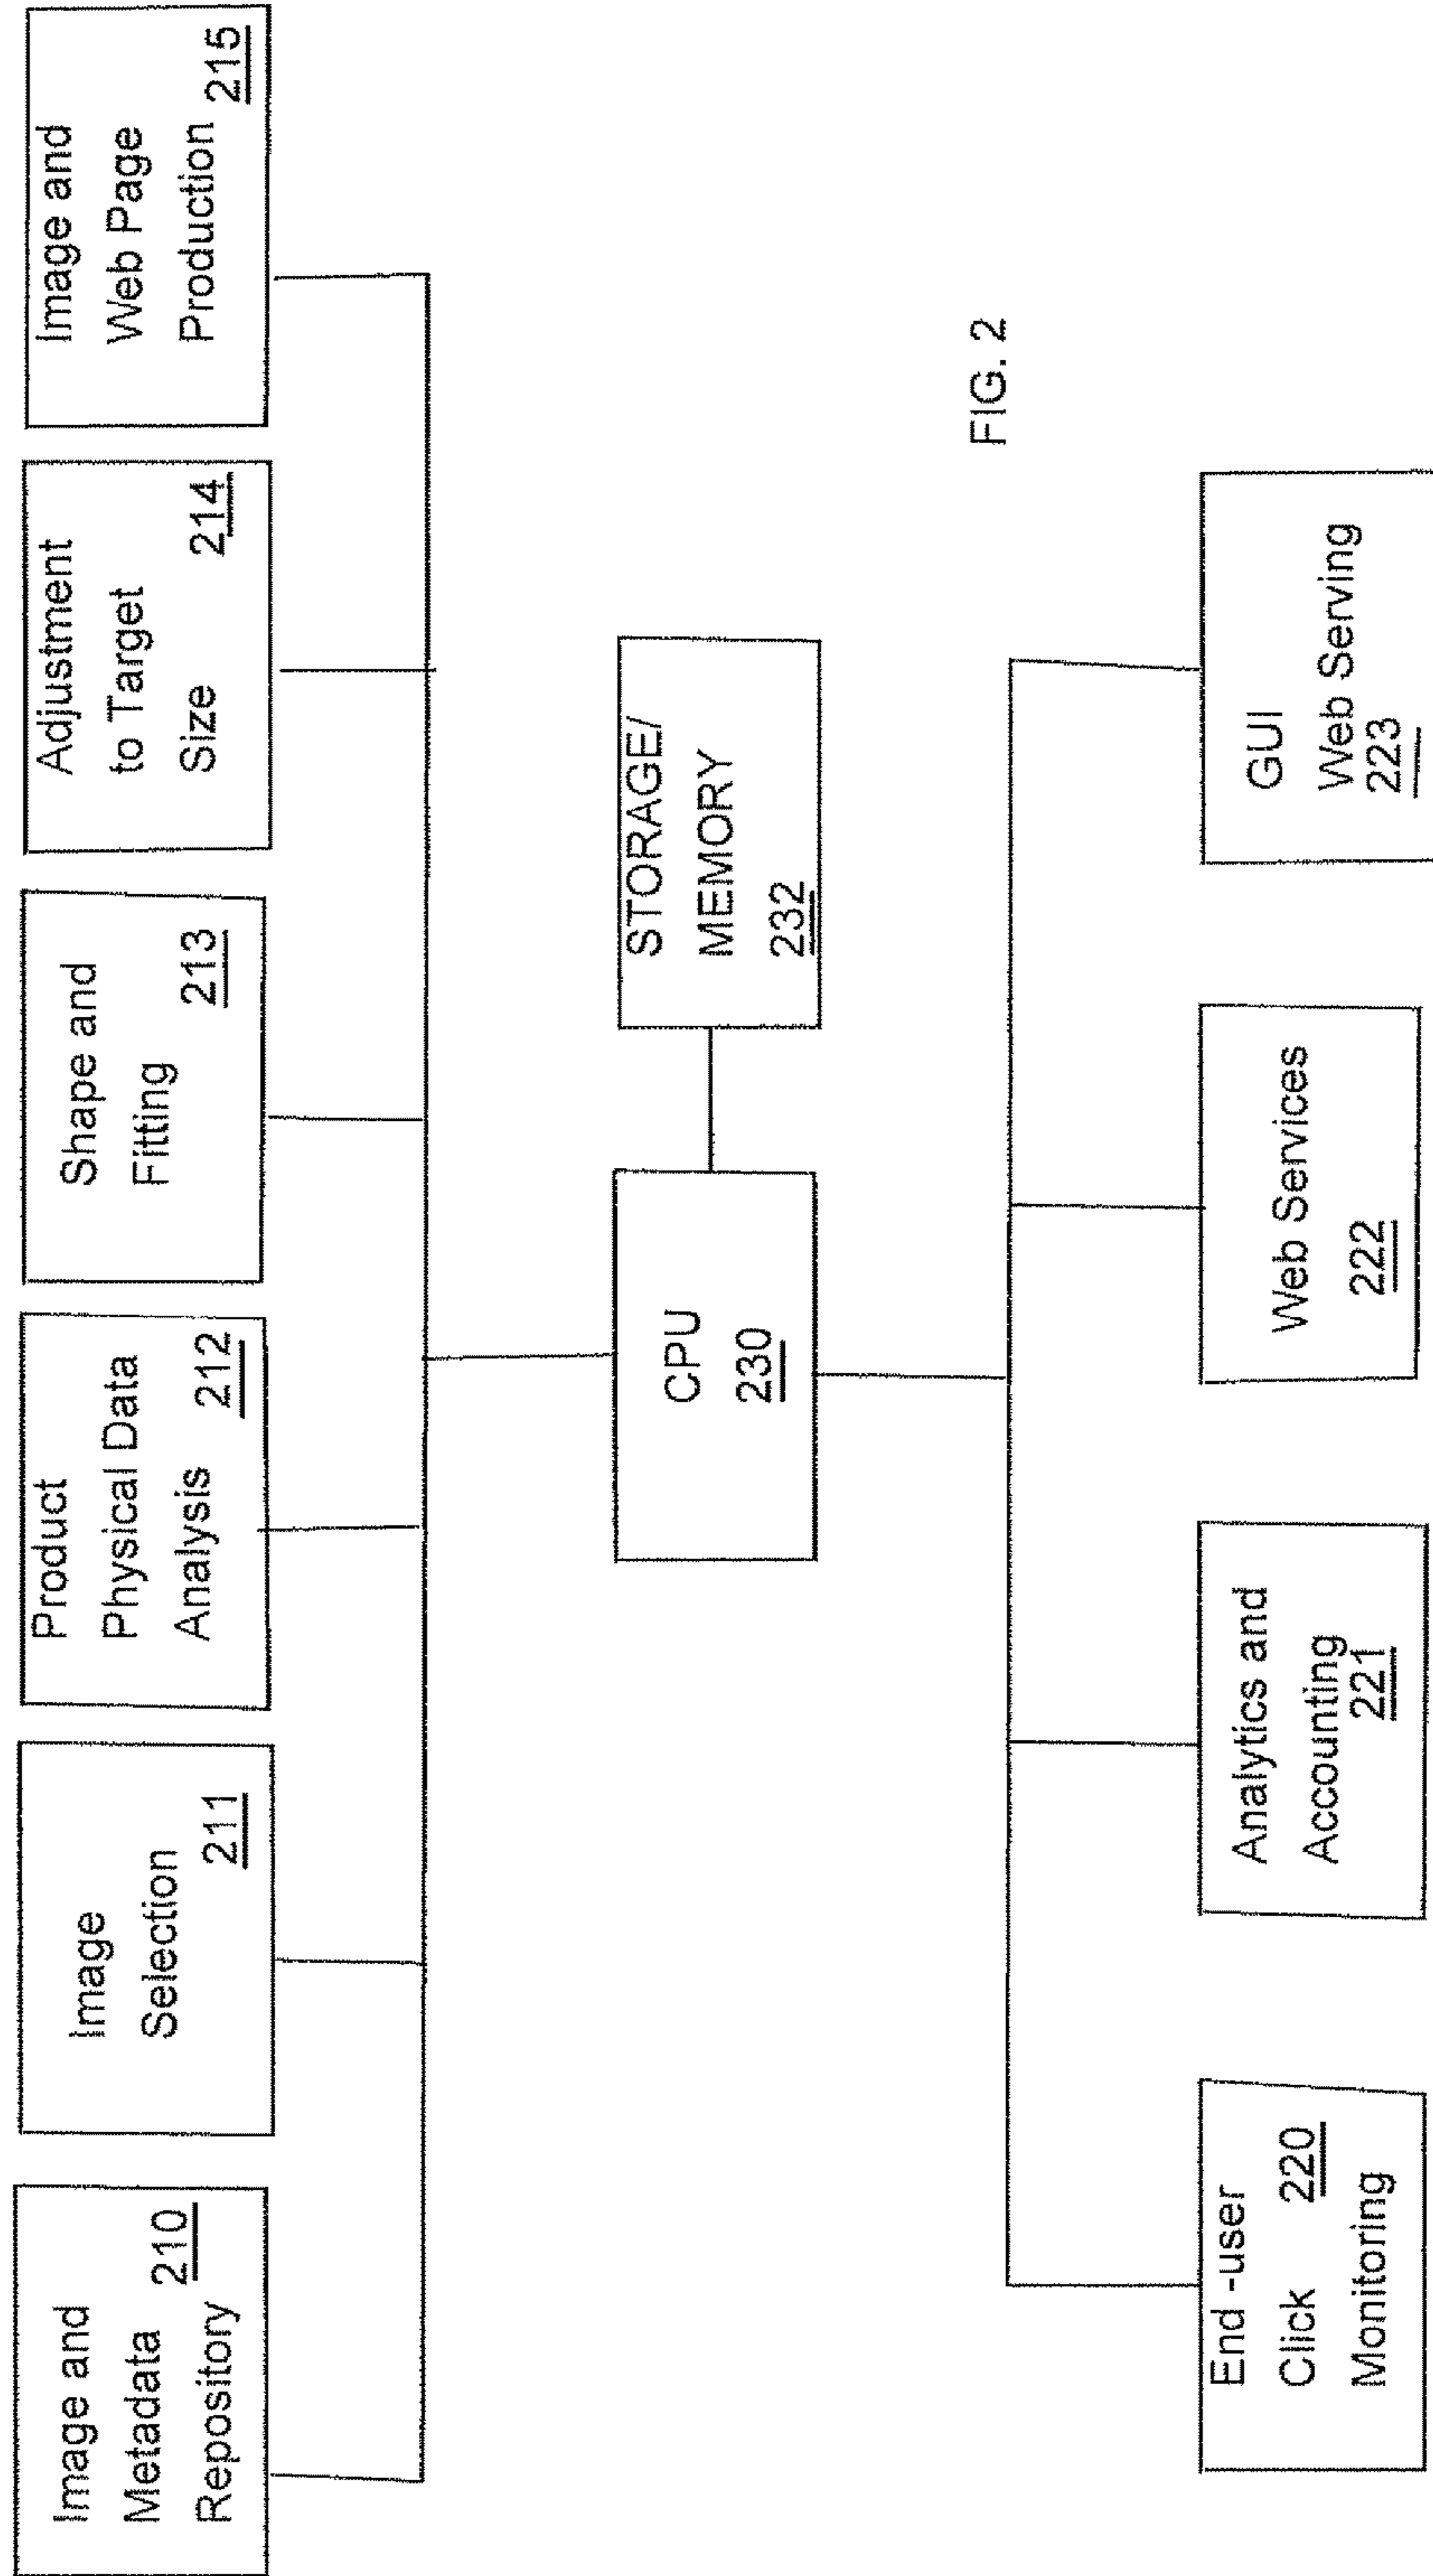 Image and
Metadata
210
Repository
Image
Selection
211
Product
Physical Data
Analysis 212
Shape and
Fitting
213
Adjustment
to Target
Size 214
Image and
Web Page
Production 215
CPU
230
STORAGE/
MEMORY
232
FIG. 2
End -user
Click 220
Monitoring
Analytics and
Accounting
221
Web Services
222
GUI
Web Serving
223